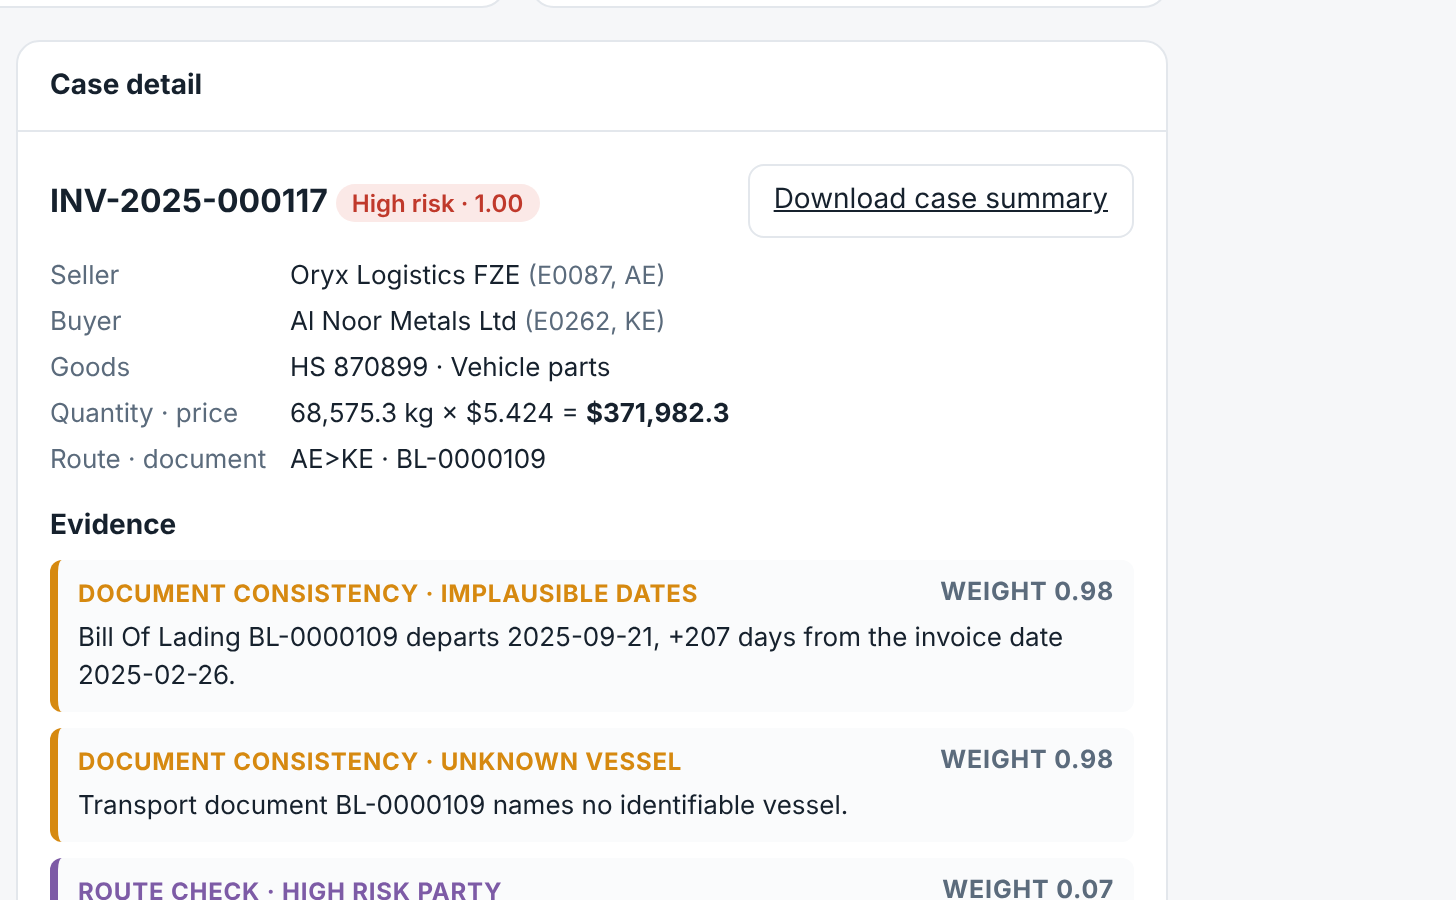 Case detail
INV-2025-000117 High risk · 1.00
Download case summary
Seller Oryx Logistics FZE (E0087, AE)
Buyer Al Noor Metals Ltd (E0262, KE)
Goods HS 870899 · Vehicle parts
Quantity · price 68,575.3 kg × $5.424 = $371,982.3
Route · document AE>KE · BL-0000109
Evidence
DOCUMENT CONSISTENCY · IMPLAUSIBLE DATES WEIGHT 0.98
Bill Of Lading BL-0000109 departs 2025-09-21, +207 days from the invoice date
2025-02-26.
DOCUMENT CONSISTENCY · UNKNOWN VESSEL WEIGHT 0.98
Transport document BL-0000109 names no identifiable vessel.
ROUTE CHECK · HIGH RISK PARTY WEIGHT 0.07